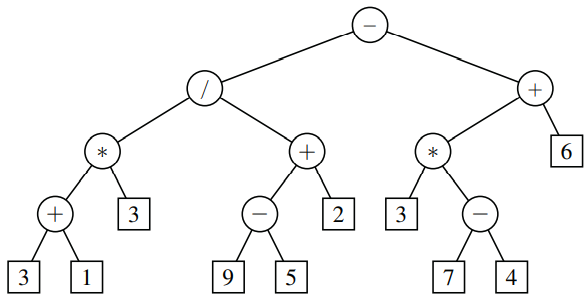 −
/ +
∗ + ∗ 6
+ 3 − 2 3 −
3 1 9 5 7 4